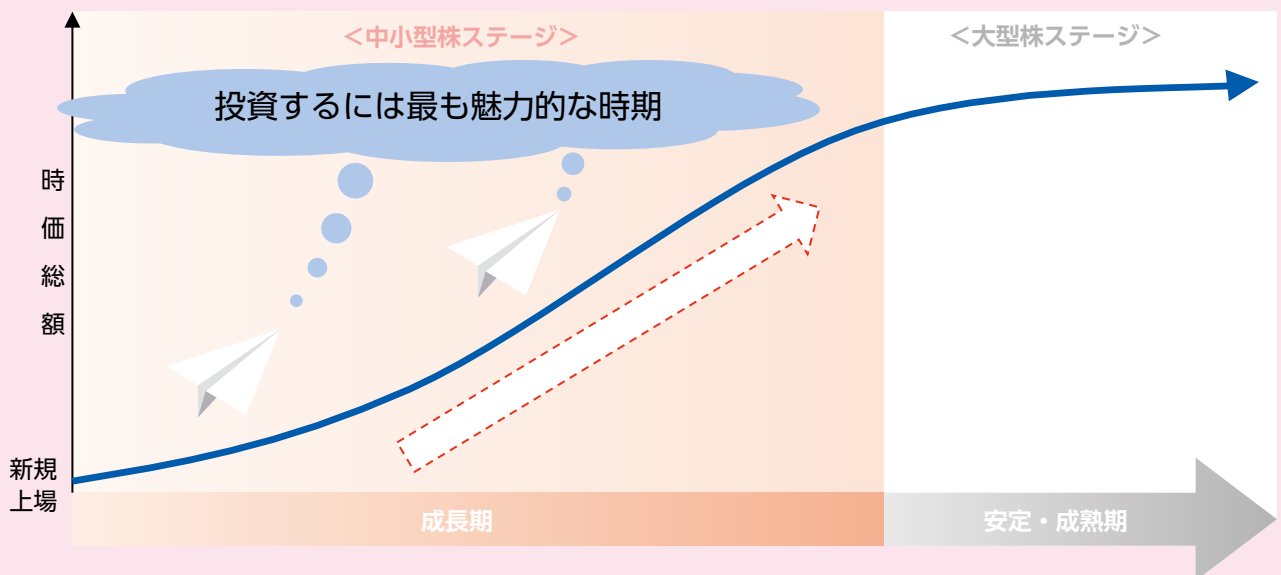 ＜中小型株ステージ＞
＜大型株ステージ＞
投資するには最も魅力的な時期
時価総額
新規
上場
成長期
安定・成熟期